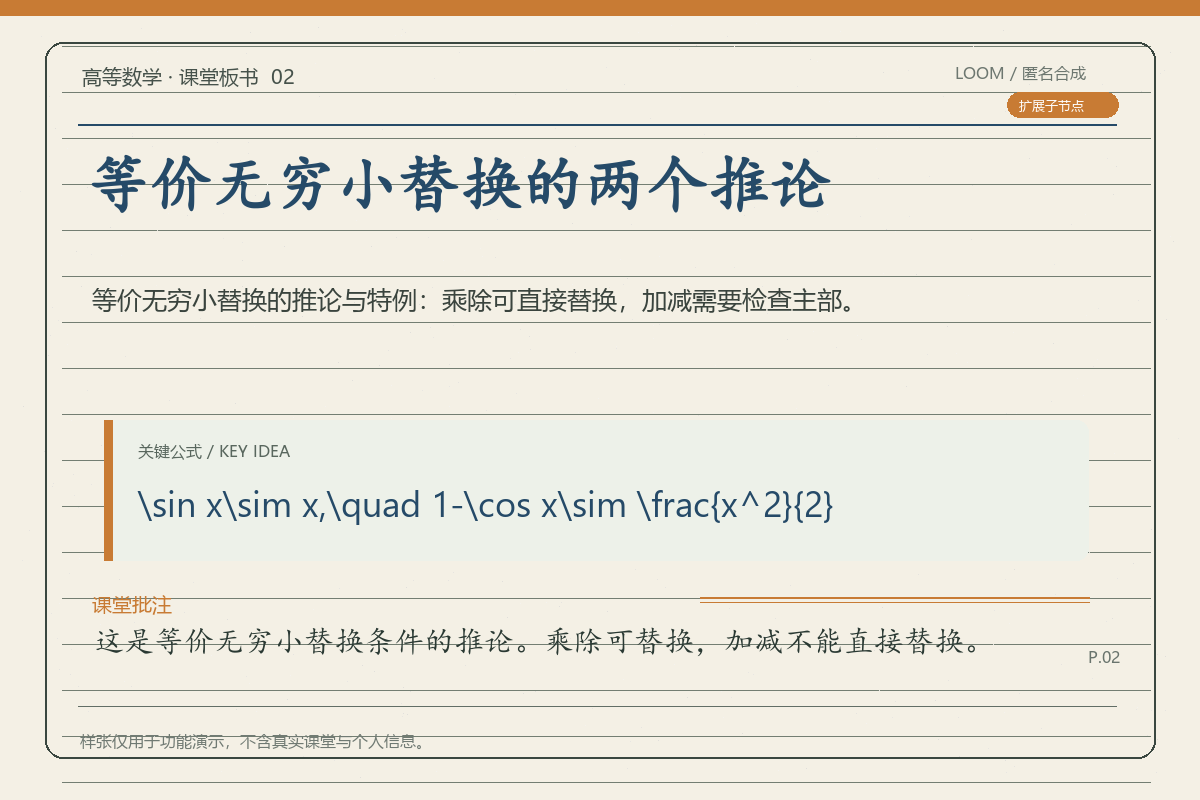 高等数学 · 课堂板书 02
LOOM / 匿名合成
扩展子节点
等价无穷小替换的两个推论
等价无穷小替换的推论与特例：乘除可直接替换，加减需要检查主部。
关键公式 / KEY IDEA
\sin x\sim x,\quad 1-\cos x\sim \frac{x^2}{2}
课堂批注
这是等价无穷小替换条件的推论。乘除可替换，加减不能直接替换。
P.02
样张仅用于功能演示，不含真实课堂与个人信息。